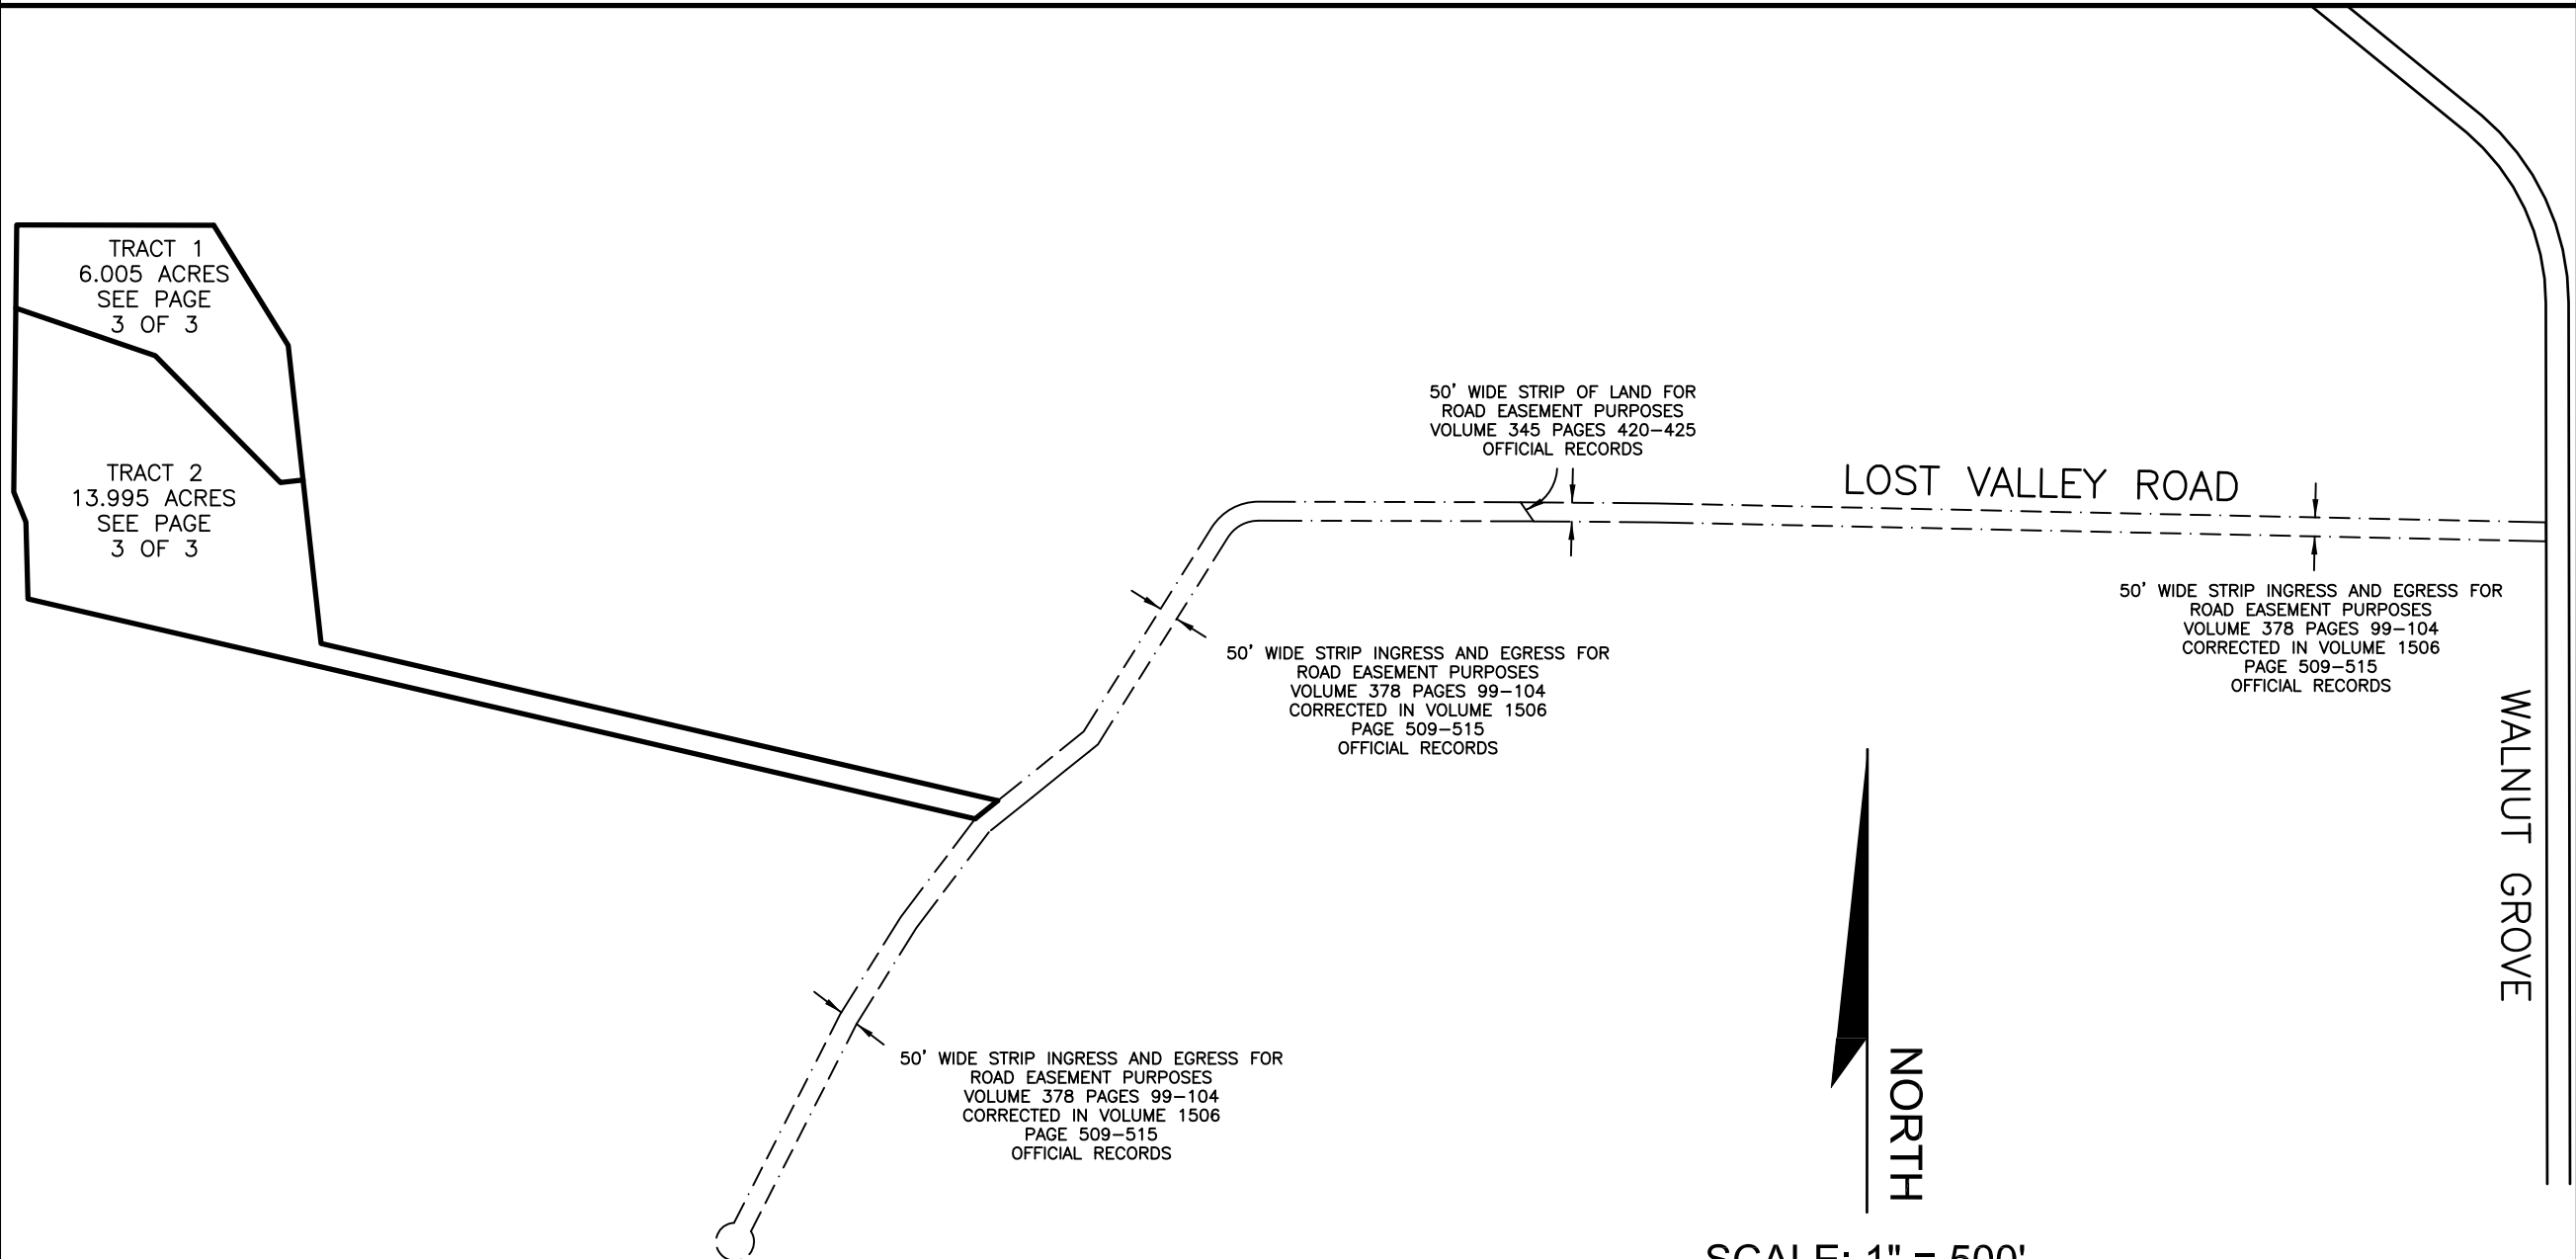 TRACT 1
6.005 ACRES
SEE PAGE
3 OF 3
TRACT 2
13.995 ACRES
SEE PAGE
3 OF 3
50' WIDE STRIP OF LAND FOR
ROAD EASEMENT PURPOSES
VOLUME 345 PAGES 420-425
OFFICIAL RECORDS
LOST VALLEY ROAD
50' WIDE STRIP INGRESS AND EGRESS FOR
ROAD EASEMENT PURPOSES
VOLUME 378 PAGES 99-104
CORRECTED IN VOLUME 1506
PAGE 509-515
OFFICIAL RECORDS
50' WIDE STRIP INGRESS AND EGRESS FOR
ROAD EASEMENT PURPOSES
VOLUME 378 PAGES 99-104
CORRECTED IN VOLUME 1506
PAGE 509-515
OFFICIAL RECORDS
WALNUT GROVE
50' WIDE STRIP INGRESS AND EGRESS FOR
ROAD EASEMENT PURPOSES
VOLUME 378 PAGES 99-104
CORRECTED IN VOLUME 1506
PAGE 509-515
OFFICIAL RECORDS
NORTH
SCALE: 1" = 500'